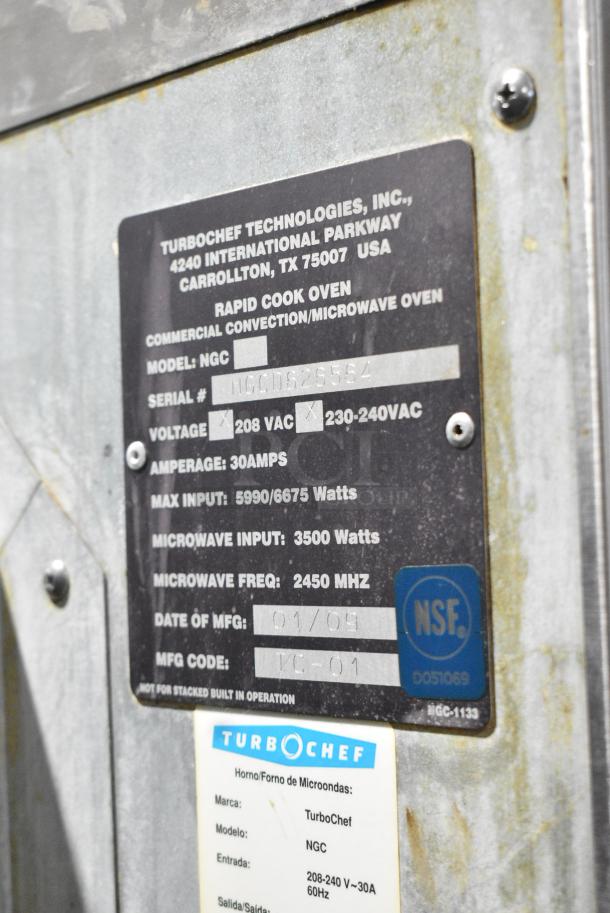 TURBOCHEF TECHNOLOGIES, INC.,
4240 INTERNATIONAL PARKWAY
CARROLLTON, TX 75007 USA
RAPID COOK OVEN
COMMERCIAL CONVECTION/MICROWAVE OVEN
MODEL: NGC
SERIAL #
VOLTAGE X 208 VAC X 230-240VAC
AMPERAGE: 30AMPS
MAX INPUT: 5990/6675 Watts
MICROWAVE INPUT: 3500 Watts
MICROWAVE FREQ: 2450 MHZ
DATE OF MFG: 01/09
MFG CODE: TC-01
NSF®
DO51069
NOT FOR STACKED BUILT IN OPERATION
NGC-1133
TURBOCHEF
Horno/Forno de Microondas:
Marca: TurboChef
Modelo: NGC
Entrada: 208-240 V~30A
60Hz
Salida/Saída: